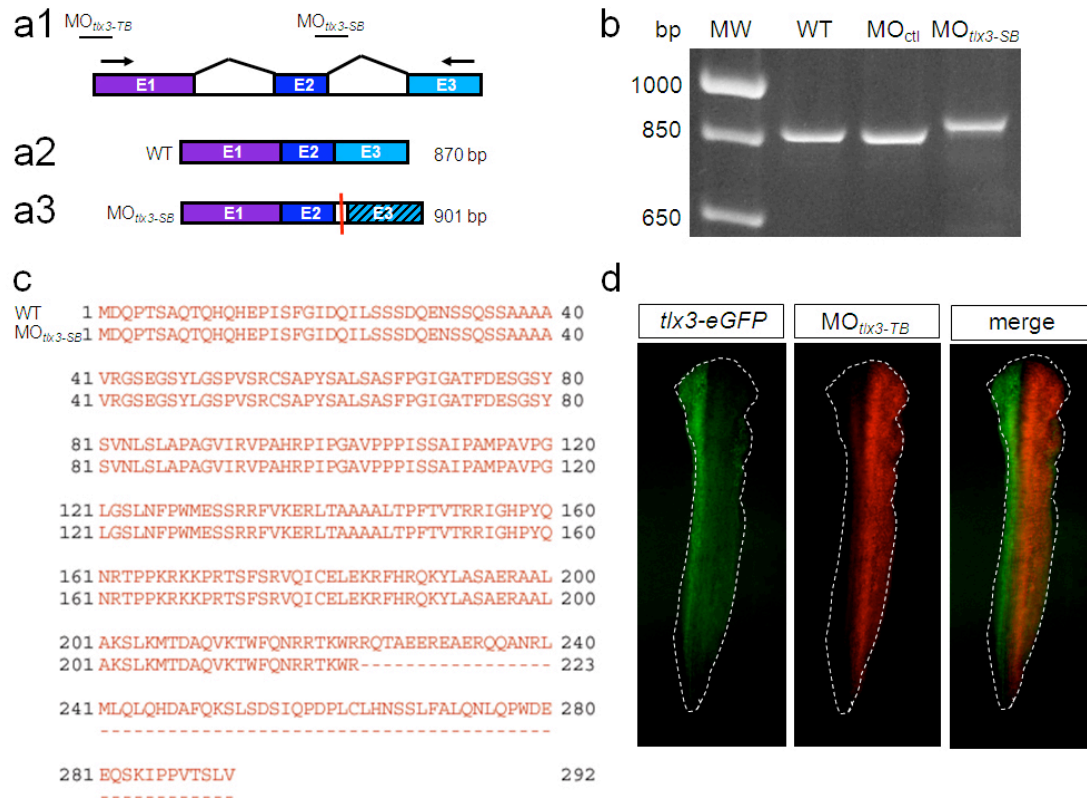 a1
MOtlx3-TB MOtlx3-SB
E1 E2 E3
a2
WT E1 E2 E3 870 bp
a3
MOtlx3-SB E1 E2 E3 901 bp
b
bp MW WT MOctl MOtlx3-SB
1000
850
650
c
WT 1 MDQPTSAQTQHQHEPISFGIDQILSSSDQENSSQSSAAAA 40
MOtlx3-SB 1 MDQPTSAQTQHQHEPISFGIDQILSSSDQENSSQSSAAAA 40
41 VRGSEGSYLGSPVSRCSAPYSALSASFPGIGATFDESGSY 80
41 VRGSEGSYLGSPVSRCSAPYSALSASFPGIGATFDESGSY 80
81 SVNLSLAPAGVIRVPAHRPIPGAVPPPISSAIPAMPAVPG 120
81 SVNLSLAPAGVIRVPAHRPIPGAVPPPISSAIPAMPAVPG 120
121 LGSLNFPWMESSRRFVKERLTAAAALTPFTVTRRIGHPYQ 160
121 LGSLNFPWMESSRRFVKERLTAAAALTPFTVTRRIGHPYQ 160
161 NRTPPKRKKPRTSFSRVQICELEKRFHRQKYLASAERAAL 200
161 NRTPPKRKKPRTSFSRVQICELEKRFHRQKYLASAERAAL 200
201 AKSLKMTDAQVKTWFQNRRTKWRRQTAEEREAERQQANRL 240
201 AKSLKMTDAQVKTWFQNRRTKWR----------------- 223
241 MLQLQHDAFQKSLSDSIQPDPLCLHNSSLFALQNLQPWDE 280
----------------------------------------
281 EQSKIPPVTSLV 292
------------
d
tlx3-eGFP MOtlx3-TB merge